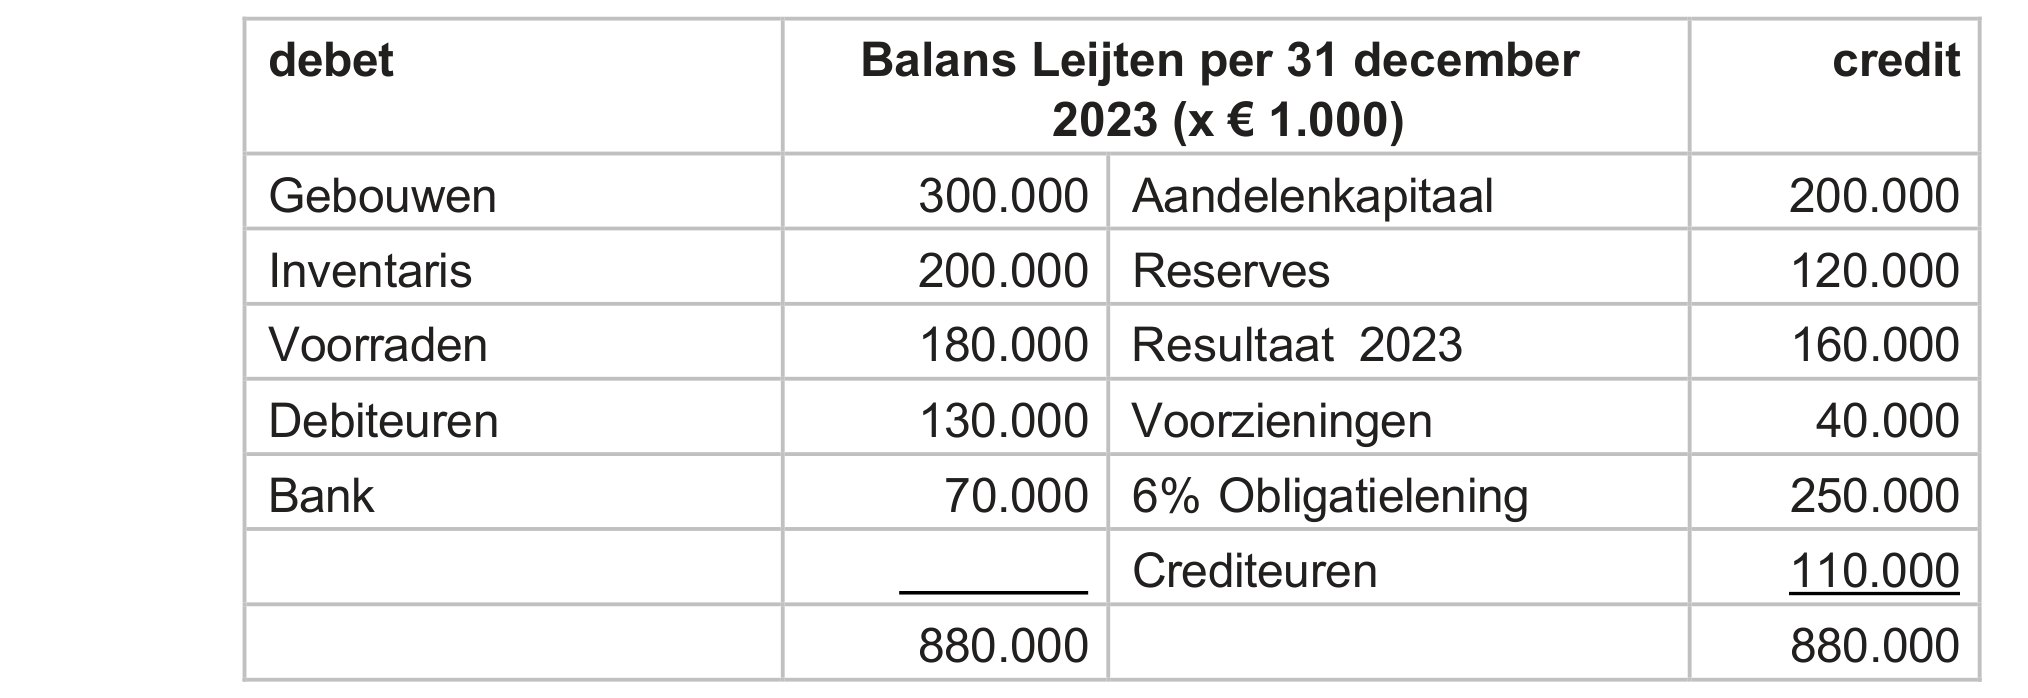 debet Balans Leijten per 31 december 2023 (x € 1.000) credit
Gebouwen 300.000 Aandelenkapitaal 200.000
Inventaris 200.000 Reserves 120.000
Voorraden 180.000 Resultaat 2023 160.000
Debiteuren 130.000 Voorzieningen 40.000
Bank 70.000 6% Obligatielening 250.000
Crediteuren 110.000
880.000 880.000